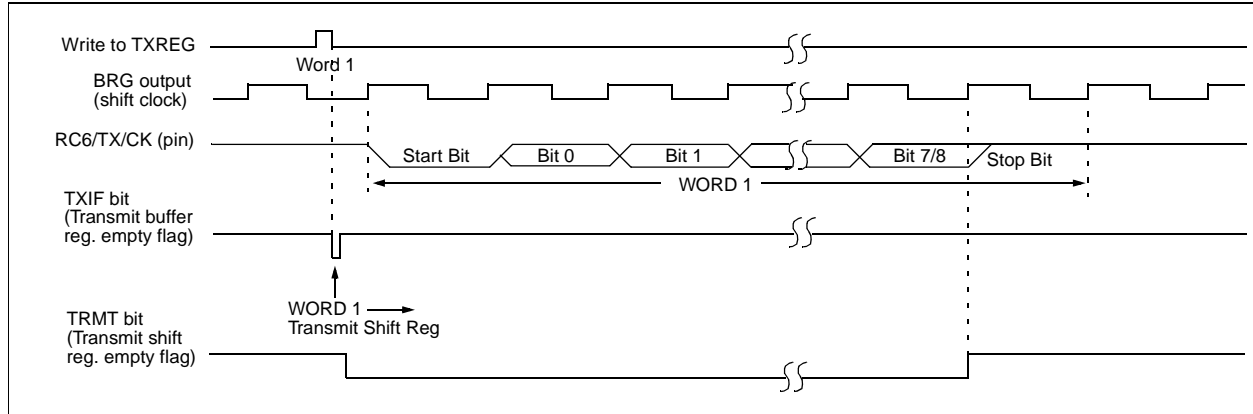 Write to TXREG
Word 1
BRG output
(shift clock)
RC6/TX/CK (pin)
Start Bit
Bit 0
Bit 1
Bit 7/8
Stop Bit
WORD 1
TXIF bit
(Transmit buffer
reg. empty flag)
WORD 1
Transmit Shift Reg
TRMT bit
(Transmit shift
reg. empty flag)